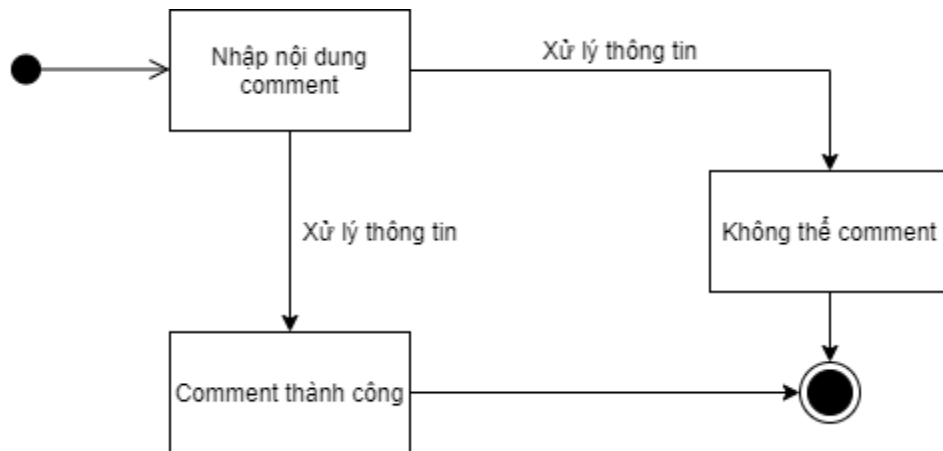 Nhập nội dung
comment
Xử lý thông tin
Xử lý thông tin
Không thể comment
Comment thành công